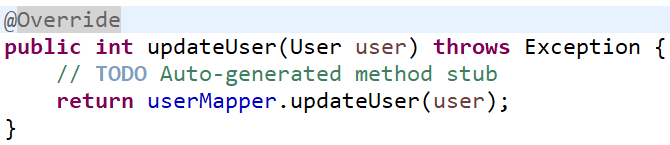 @Override
public int updateUser(User user) throws Exception {
    // TODO Auto-generated method stub
    return userMapper.updateUser(user);
}